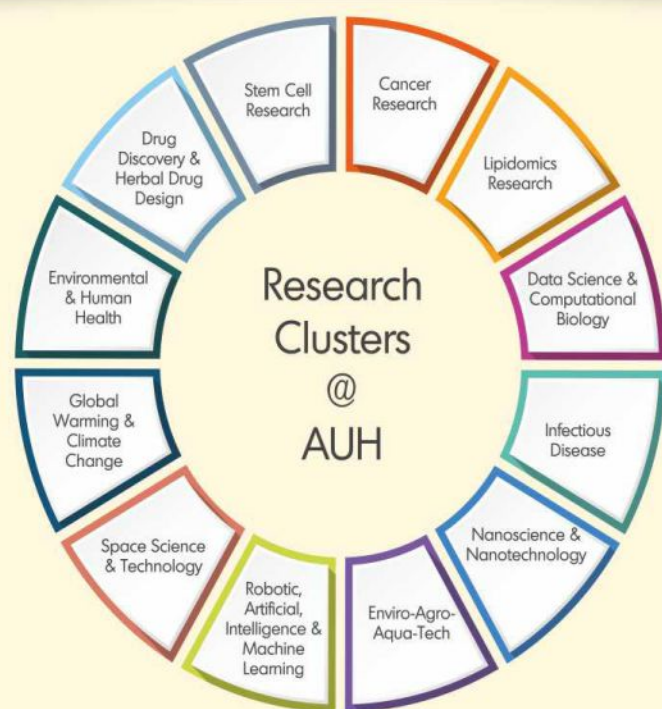 Research
Clusters
@
AUH
Cancer
Research
Lipidomics
Research
Data Science &
Computational
Biology
Infectious
Disease
Nanoscience &
Nanotechnology
Enviro-Agro-
Aqua-Tech
Robotic,
Artificial,
Intelligence &
Machine
Learning
Space Science
& Technology
Global
Warming &
Climate
Change
Environmental
& Human
Health
Drug
Discovery &
Herbal Drug
Design
Stem Cell
Research